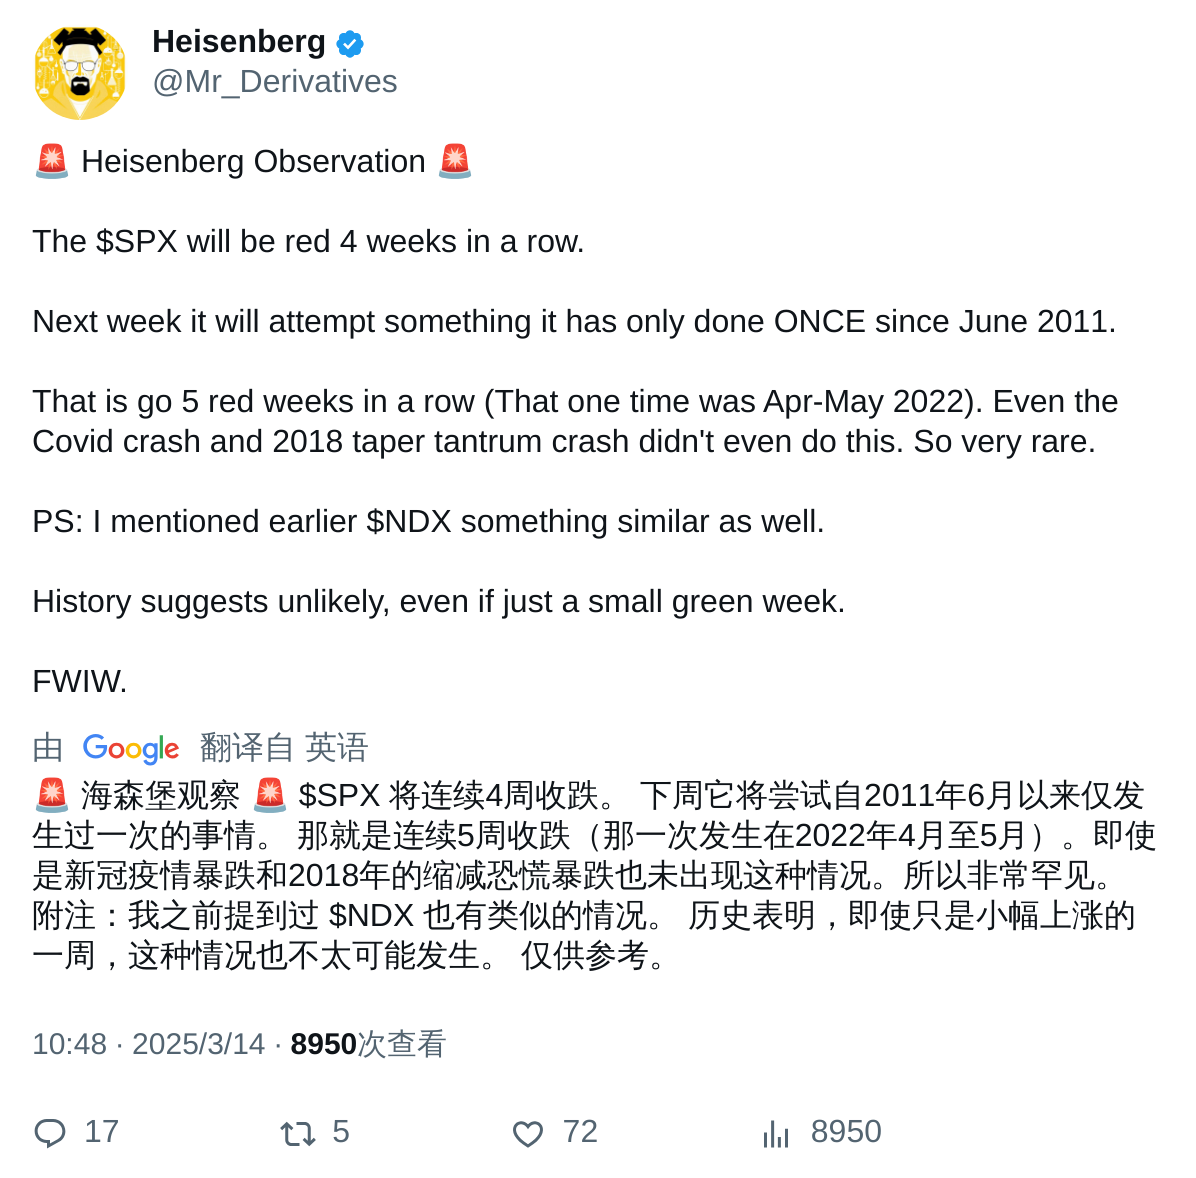 Heisenberg
@Mr_Derivatives
🚨 Heisenberg Observation 🚨
The $SPX will be red 4 weeks in a row.
Next week it will attempt something it has only done ONCE since June 2011.
That is go 5 red weeks in a row (That one time was Apr-May 2022). Even the
Covid crash and 2018 taper tantrum crash didn't even do this. So very rare.
PS: I mentioned earlier $NDX something similar as well.
History suggests unlikely, even if just a small green week.
FWIW.
由 Google 翻译自 英语
🚨 海森堡观察 🚨 $SPX 将连续4周收跌。 下周它将尝试自2011年6月以来仅发
生过一次的事情。 那就是连续5周收跌（那一次发生在2022年4月至5月）。即使
是新冠疫情暴跌和2018年的缩减恐慌暴跌也未出现这种情况。所以非常罕见。
附注：我之前提到过 $NDX 也有类似的情况。 历史表明，即使只是小幅上涨的
一周，这种情况也不太可能发生。 仅供参考。
10:48 · 2025/3/14 · 8950次查看
17 5 72 8950